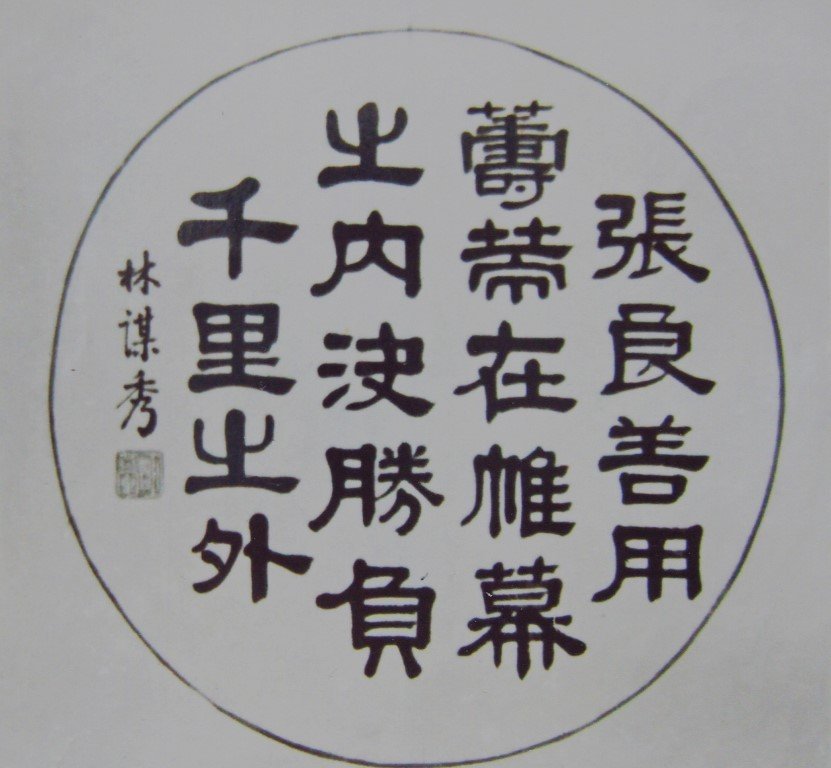 張良善用
籌策在帷幕
之内決勝負
千里之外
林謀秀